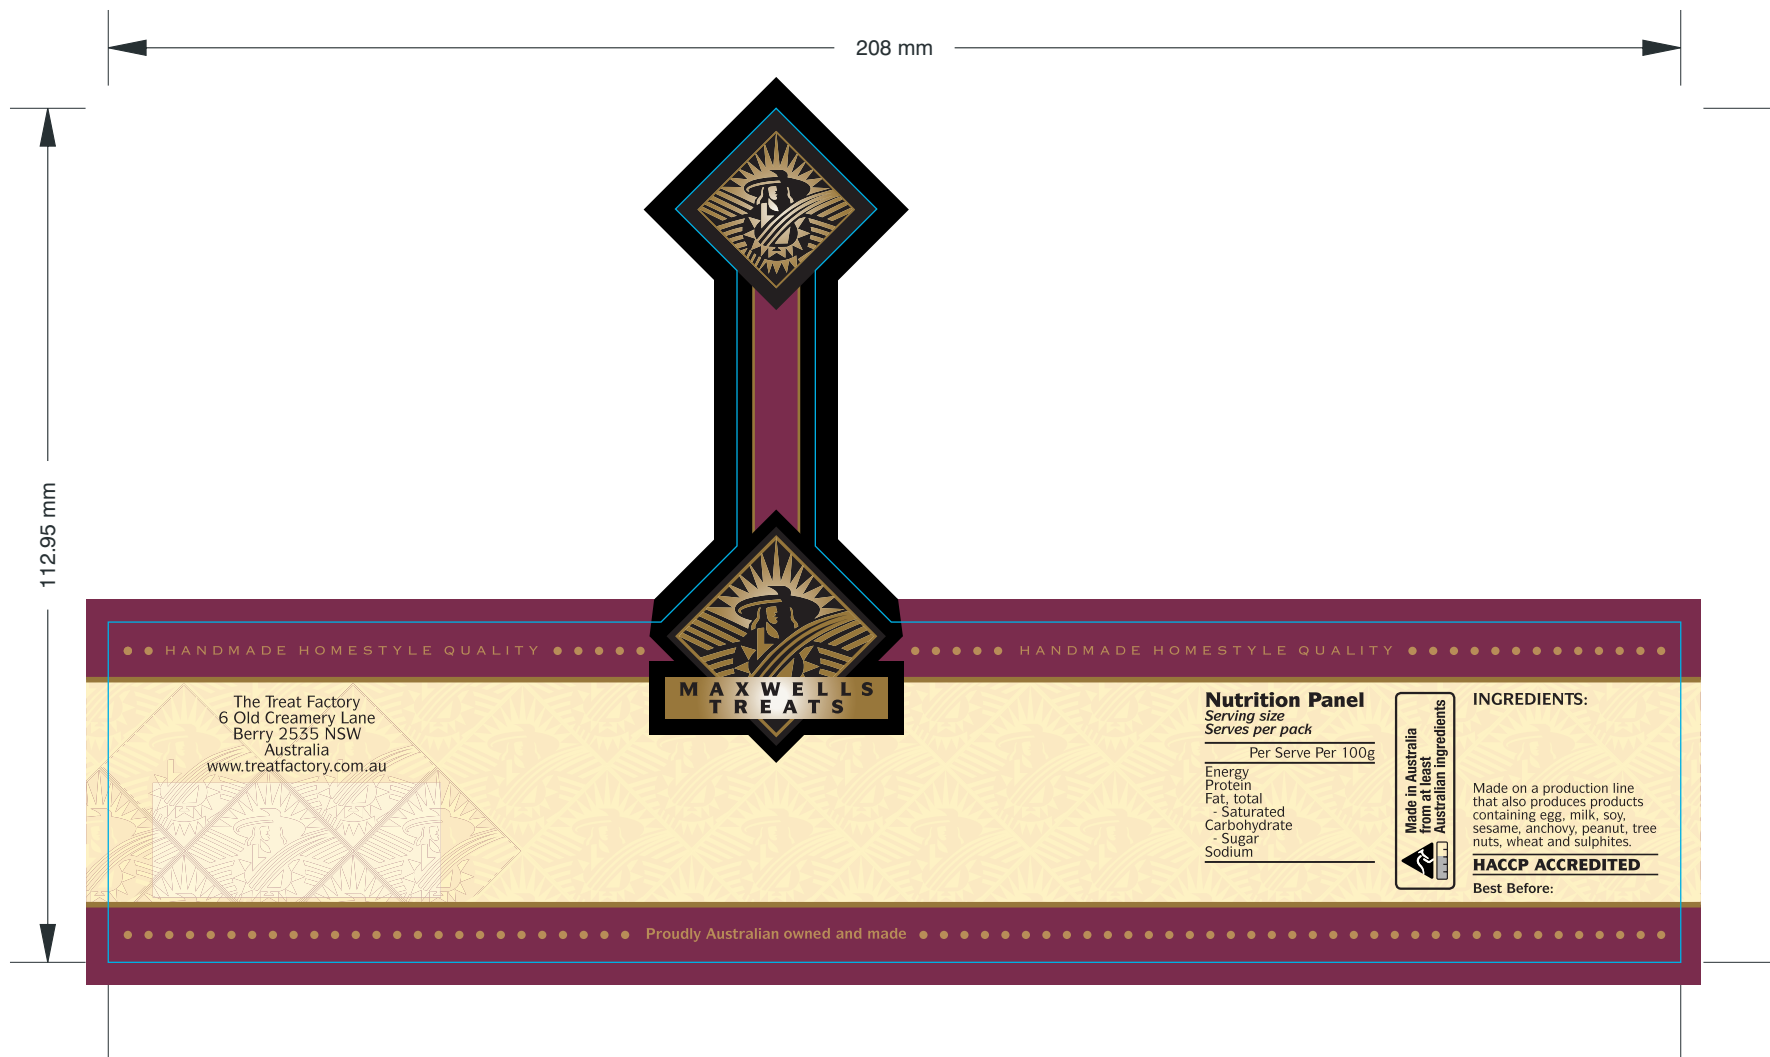 208 mm
112.95 mm
HANDMADE HOMESTYLE QUALITY
HANDMADE HOMESTYLE QUALITY
MAXWELLS
TREATS
The Treat Factory
6 Old Creamery Lane
Berry 2535 NSW
Australia
www.treatfactory.com.au
Nutrition Panel
Serving size
Serves per pack
Per Serve Per 100g
Energy
Protein
Fat, total
- Saturated
Carbohydrate
- Sugar
Sodium
Made in Australia
from at least
Australian ingredients
INGREDIENTS:
Made on a production line
that also produces products
containing egg, milk, soy,
sesame, anchovy, peanut, tree
nuts, wheat and sulphites.
HACCP ACCREDITED
Best Before:
Proudly Australian owned and made